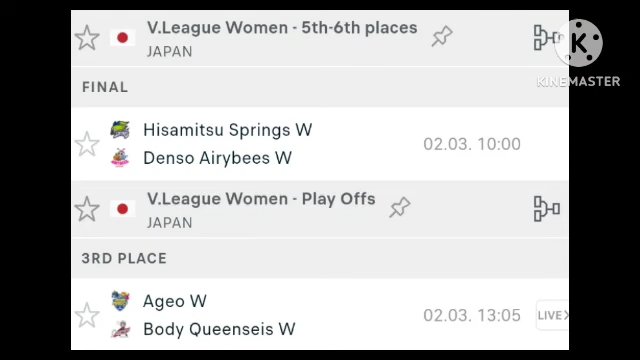 V.League Women - 5th-6th places
JAPAN
K
KINEMASTER
FINAL
Hisamitsu Springs W
Denso Airybees W
02.03. 10:00
V.League Women - Play Offs
JAPAN
3RD PLACE
Ageo W
Body Queenseis W
02.03. 13:05
LIVE